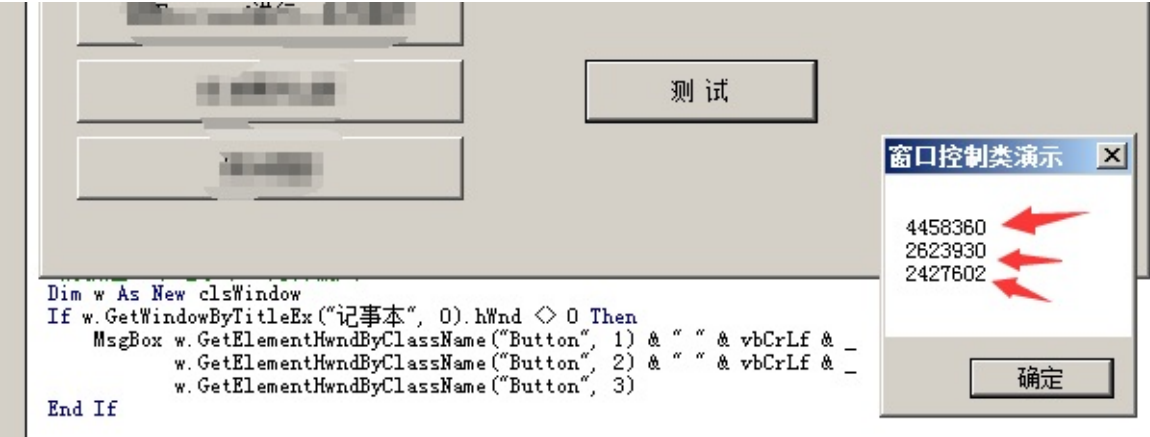 测 试
窗口控制类演示
4458360
2623930
2427602
确定
Dim w As New clsWindow
If w.GetWindowByTitleEx("记事本", 0).hWnd <> 0 Then
MsgBox w.GetElementHwndByClassName("Button", 1) & " " & vbCrLf & _
w.GetElementHwndByClassName("Button", 2) & " " & vbCrLf & _
w.GetElementHwndByClassName("Button", 3)
End If